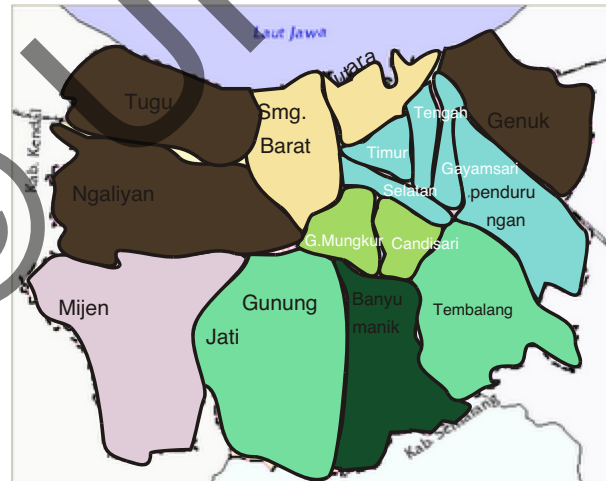 Laut Jawa
utara
Tugu
Smg.
Barat
Tengah
Genuk
Timur
Gayamsari
Kab. Kendal
Ngaliyan
Selatan
penduru
ngan
G.Mungkur
Candisari
Mijen
Gunung
Jati
Banyu
manik
Tembalang
Kab. Semarang